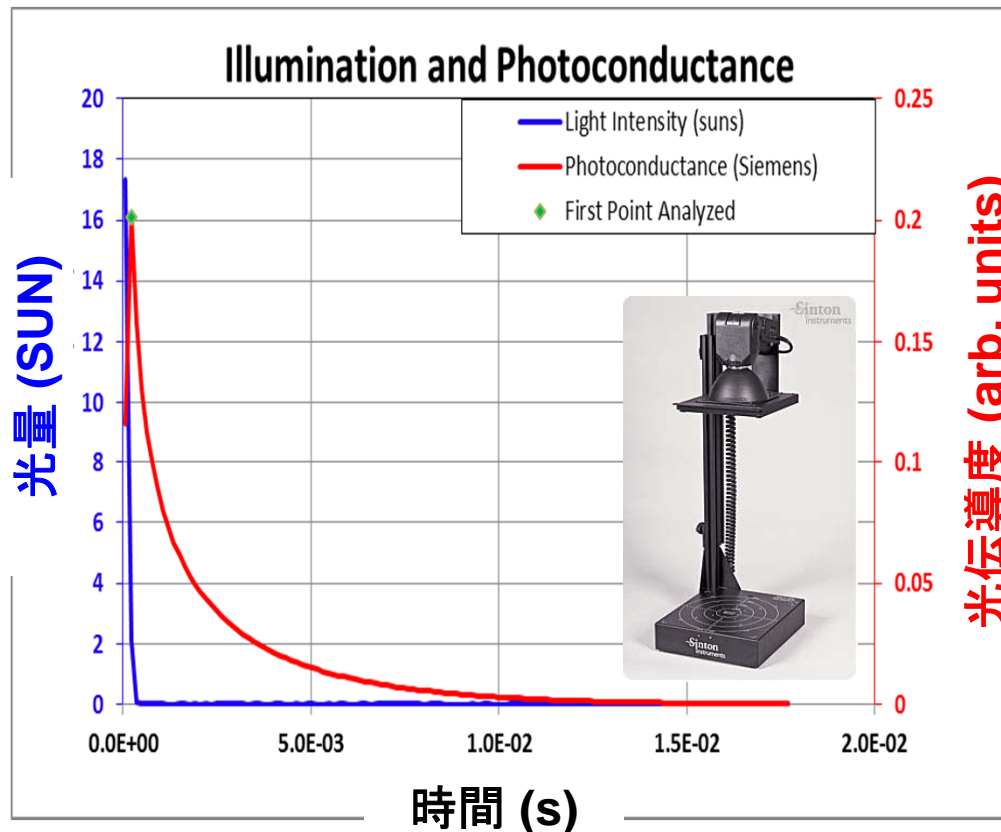 Illumination and Photoconductance
Light Intensity (suns)
Photoconductance (Siemens)
First Point Analyzed
20
18
16
14
12
10
8
6
4
2
0
0.25
0.2
0.15
0.1
0.05
0
光量 (SUN)
光伝導度 (arb. units)
Sinton
Instruments
Sinton
Instruments
0.0E+00 5.0E-03 1.0E-02 1.5E-02 2.0E-02
時間 (s)